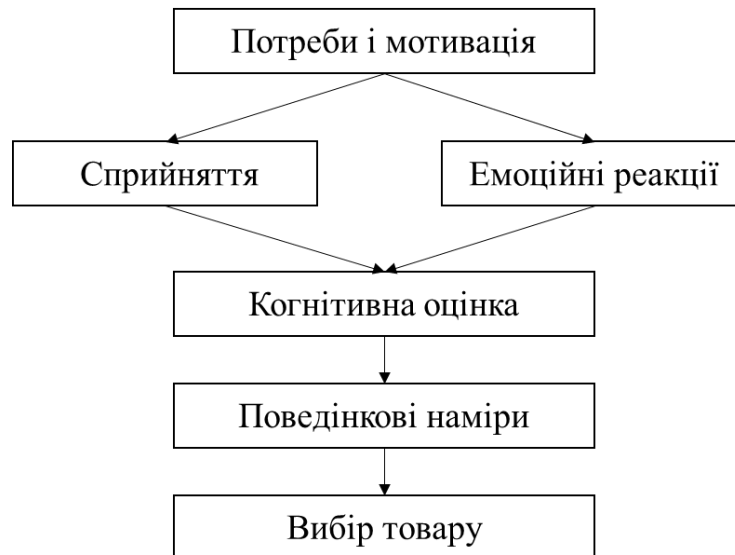 Потреби і мотивація
Сприйняття
Емоційні реакції
Когнітивна оцінка
Поведінкові наміри
Вибір товару